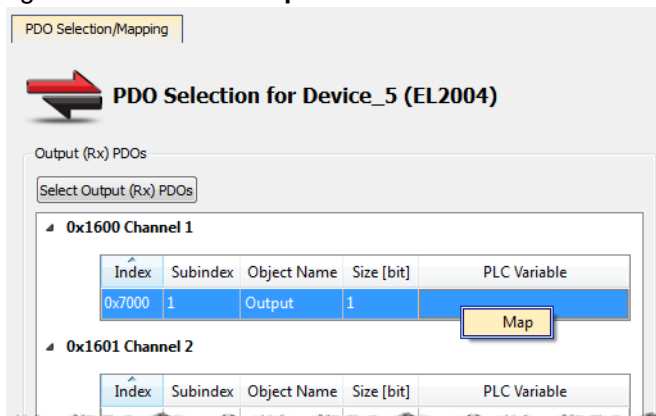 PDO Selection/Mapping
PDO Selection for Device_5 (EL2004)
Output (Rx) PDOs
Select Output (Rx) PDOs
0x1600 Channel 1
Index Subindex Object Name Size [bit] PLC Variable
0x7000 1 Output 1
Map
0x1601 Channel 2
Index Subindex Object Name Size [bit] PLC Variable